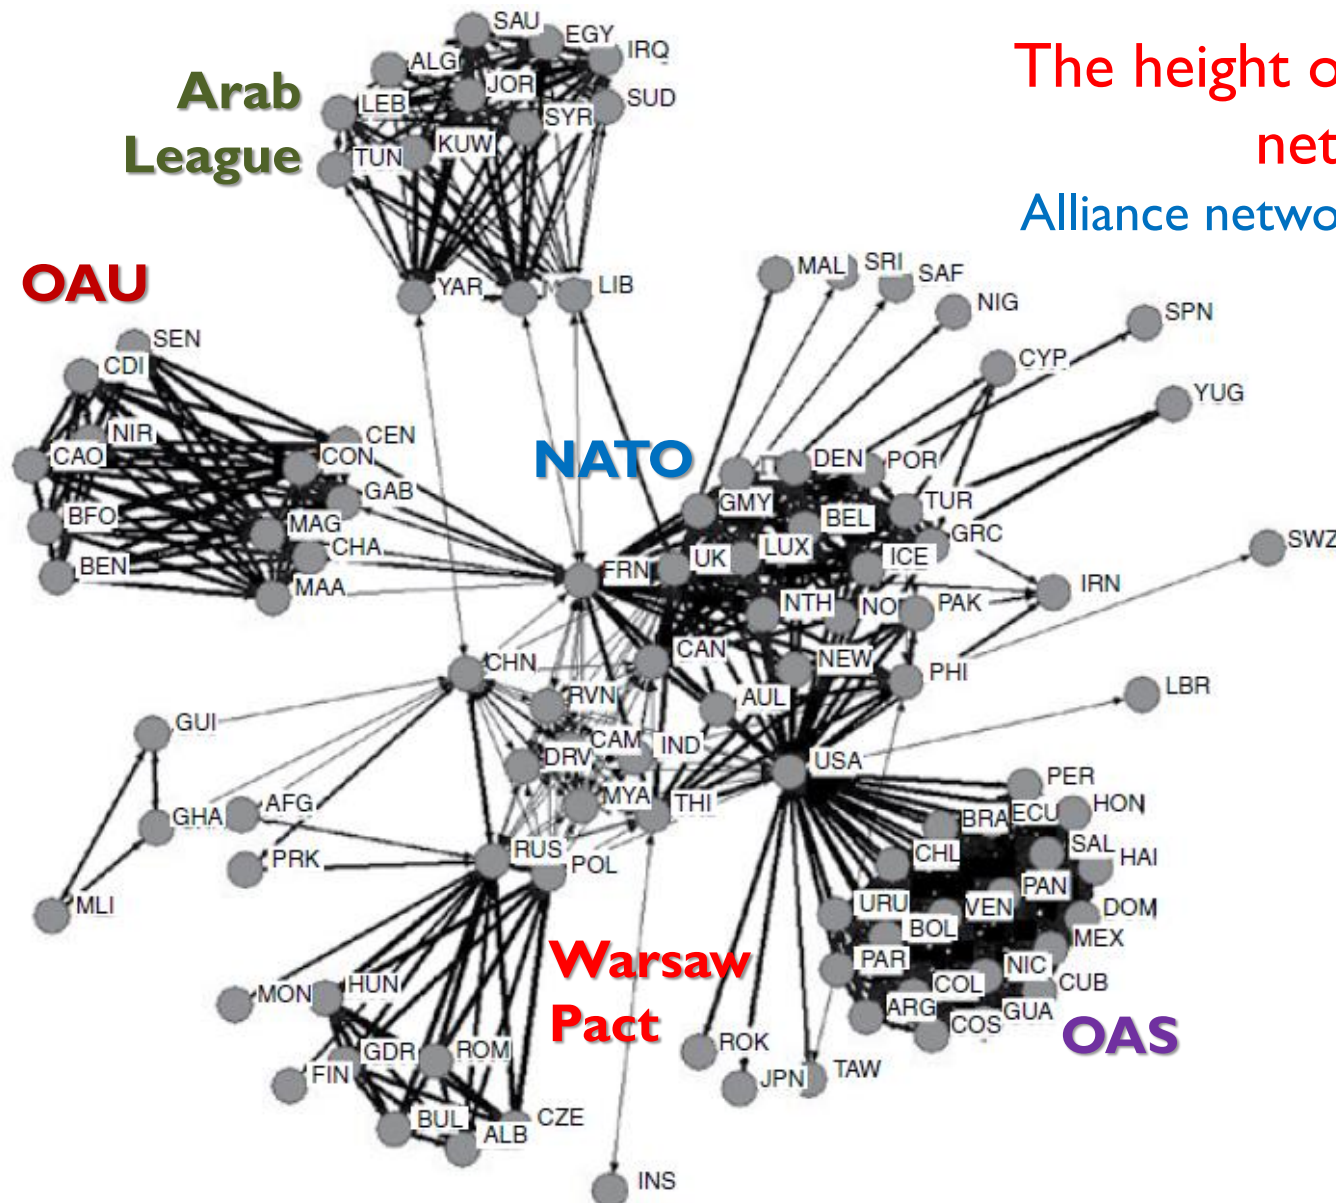 SAU
EGY
IRQ
ALG
JOR
SUD
LEB
SYR
KUW
TUN
Arab
League
The height o
net
Alliance netwo
YAR
LIB
MAL
SRI
SAF
NIG
SPN
CYP
YUG
OAU
SEN
CDI
NIR
CEN
CAO
CON
GAB
BFO
MAG
CHA
BEN
MAA
NATO
DEN
POR
GMY
BEL
TUR
GRC
LUX
UK
ICE
FRN
SWZ
IRN
NTH
NO
PAK
CAN
NEW
PHI
CHN
RVN
AUL
LBR
GUI
CAM
IND
DRV
USA
MYA
THI
GHA
AFG
PRK
RUS
POL
MLI
PER
ECU
HON
BRA
SAL
CHL
HAI
PAN
URU
VEN
DOM
BOL
MEX
PAR
NIC
COL
CUB
ARG
GUA
COS
OAS
Warsaw
Pact
MON
HUN
GDR
ROM
FIN
BUL
CZE
ALB
ROK
JPN
TAW
INS